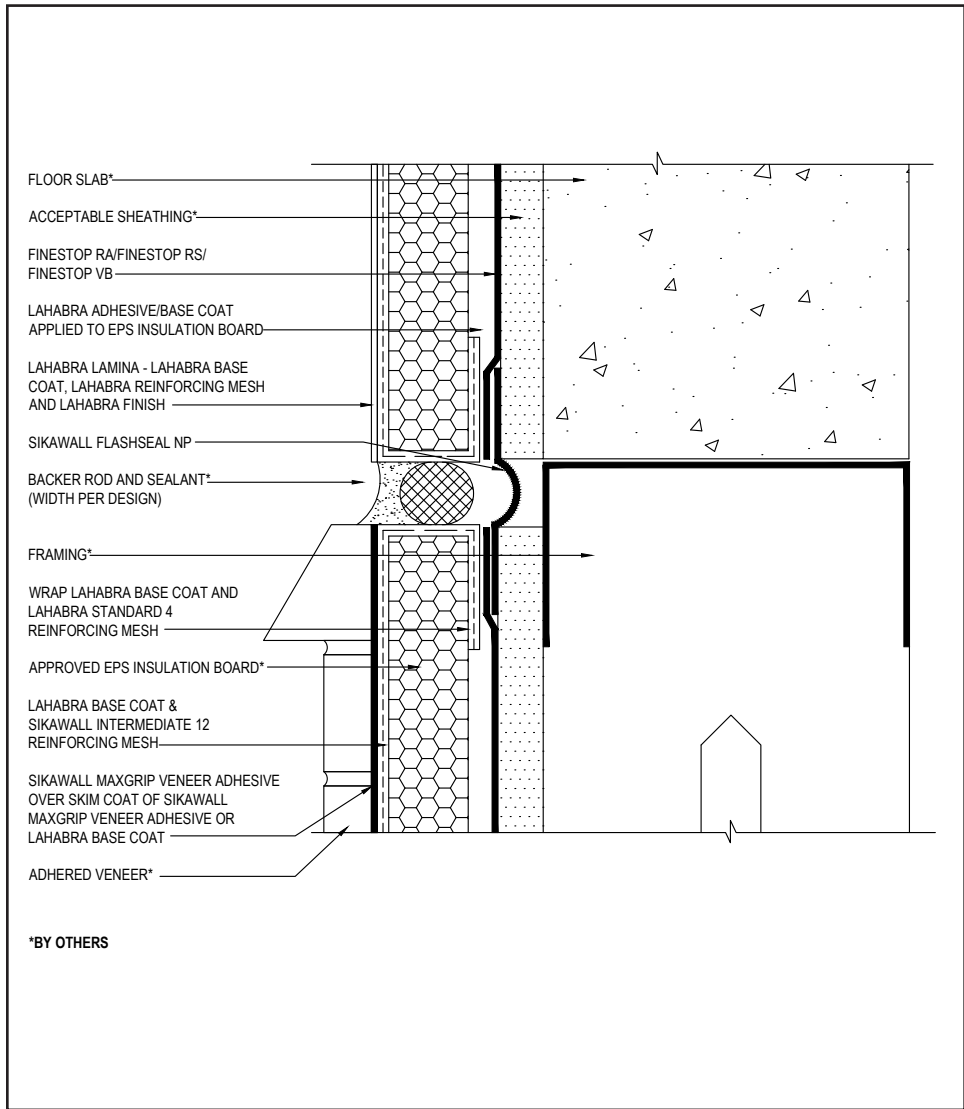 FLOOR SLAB*
ACCEPTABLE SHEATHING*
FINESTOP RA/FINESTOP RS/
FINESTOP VB
LAHABRA ADHESIVE/BASE COAT
APPLIED TO EPS INSULATION BOARD
LAHABRA LAMINA - LAHABRA BASE
COAT, LAHABRA REINFORCING MESH
AND LAHABRA FINISH
SIKAWALL FLASHSEAL NP
BACKER ROD AND SEALANT*
(WIDTH PER DESIGN)
FRAMING*
WRAP LAHABRA BASE COAT AND
LAHABRA STANDARD 4
REINFORCING MESH
APPROVED EPS INSULATION BOARD*
LAHABRA BASE COAT &
SIKAWALL INTERMEDIATE 12
REINFORCING MESH
SIKAWALL MAXGRIP VENEER ADHESIVE
OVER SKIM COAT OF SIKAWALL
MAXGRIP VENEER ADHESIVE OR
LAHABRA BASE COAT
ADHERED VENEER*
*BY OTHERS